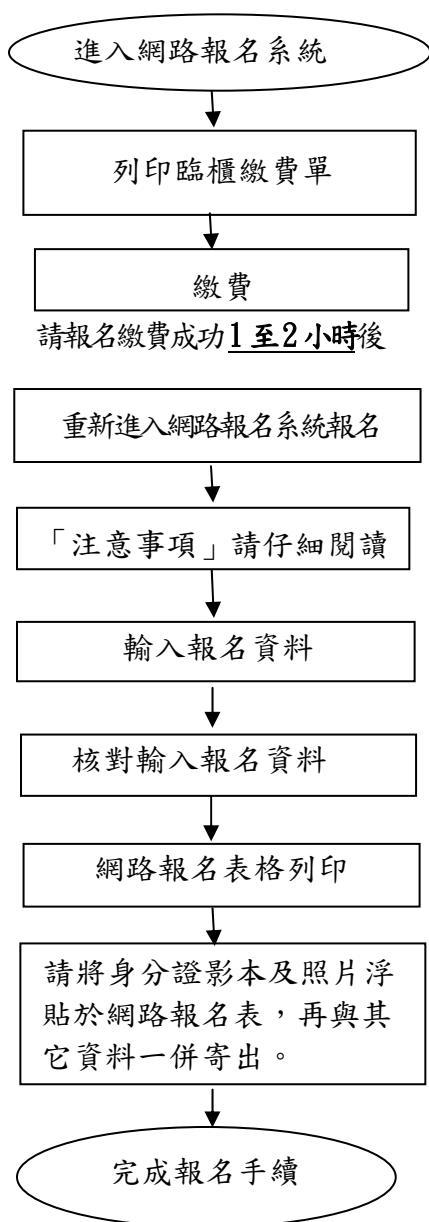 進入網路報名系統
列印臨櫃繳費單
繳費
請報名繳費成功1至2小時後
重新進入網路報名系統報名
「注意事項」請仔細閱讀
輸入報名資料
核對輸入報名資料
網路報名表格列印
請將身分證影本及照片浮
貼於網路報名表，再與其
它資料一併寄出。
完成報名手續